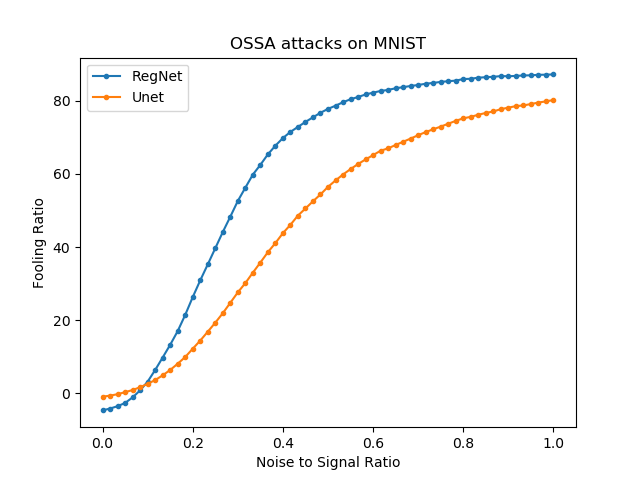 OSSA attacks on MNIST
RegNet
Unet
Fooling Ratio
80
60
40
20
0
0.0 0.2 0.4 0.6 0.8 1.0
Noise to Signal Ratio